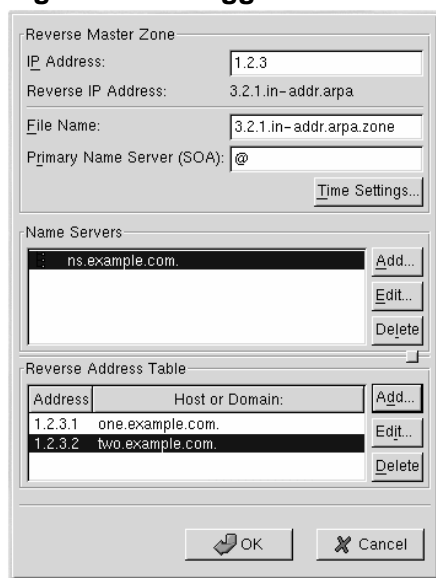 Reverse Master Zone
IP Address: 1.2.3
Reverse IP Address: 3.2.1.in-addr.arpa
File Name: 3.2.1.in-addr.arpa.zone
Primary Name Server (SOA): @
Time Settings...
Name Servers
ns.example.com.
Add...
Edit...
Delete
Reverse Address Table
Address Host or Domain:
1.2.3.1 one.example.com.
1.2.3.2 two.example.com.
Add...
Edit...
Delete
OK
Cancel